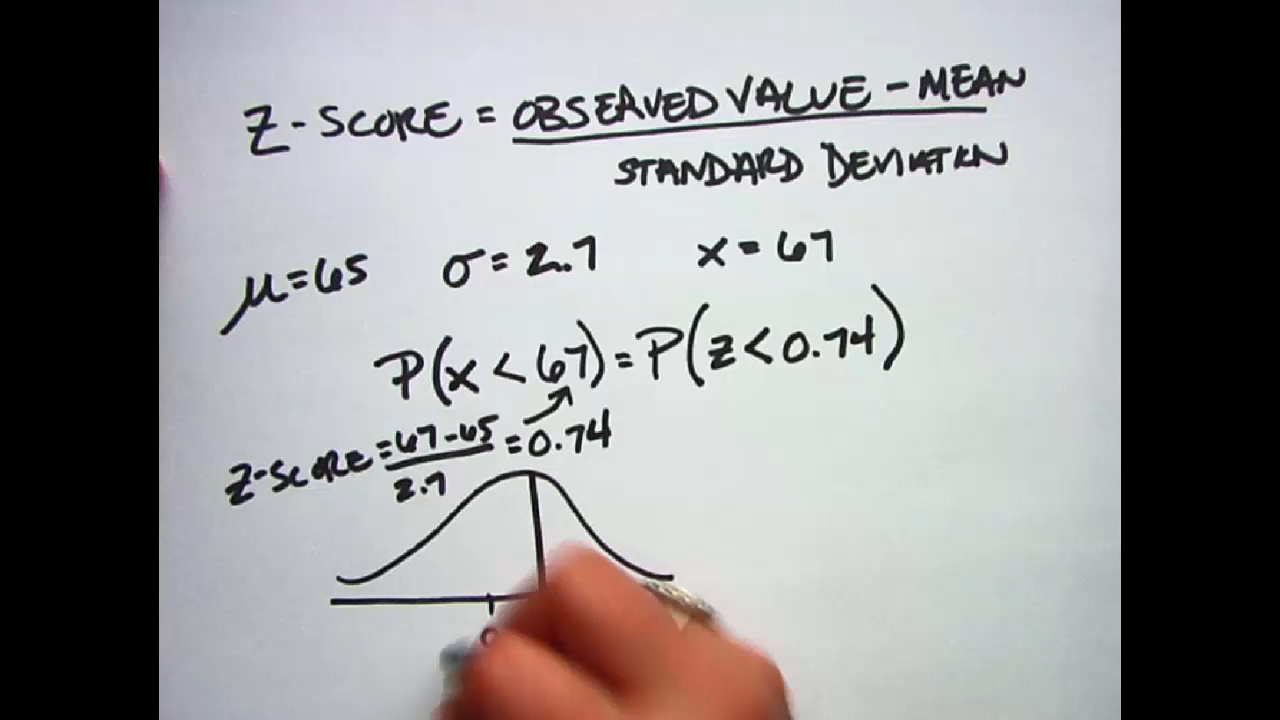 Z-SCORE = OBSERVED VALUE - MEAN
STANDARD DEVIATION
μ=65 σ=2.7 x=67
P(x<67)=P(z<0.74)
Z-SCORE=67-65=0.74
2.7
0